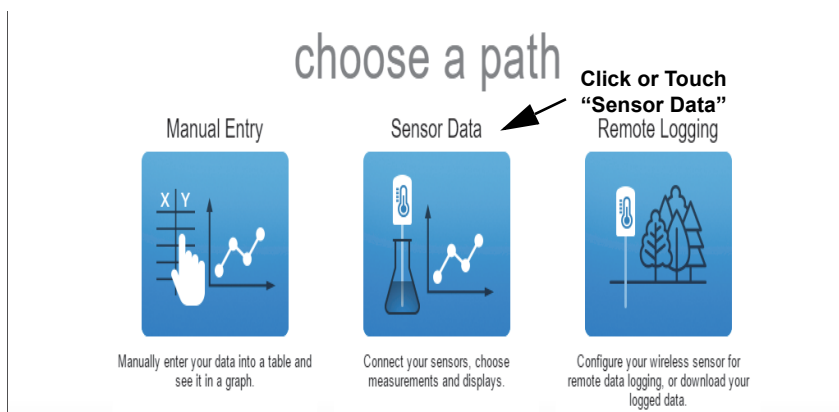 choose a path
Click or Touch
“Sensor Data”
Manual Entry
Sensor Data
Remote Logging
X Y
Manually enter your data into a table and
see it in a graph.
Connect your sensors, choose
measurements and displays.
Configure your wireless sensor for
remote data logging, or download your
logged data.